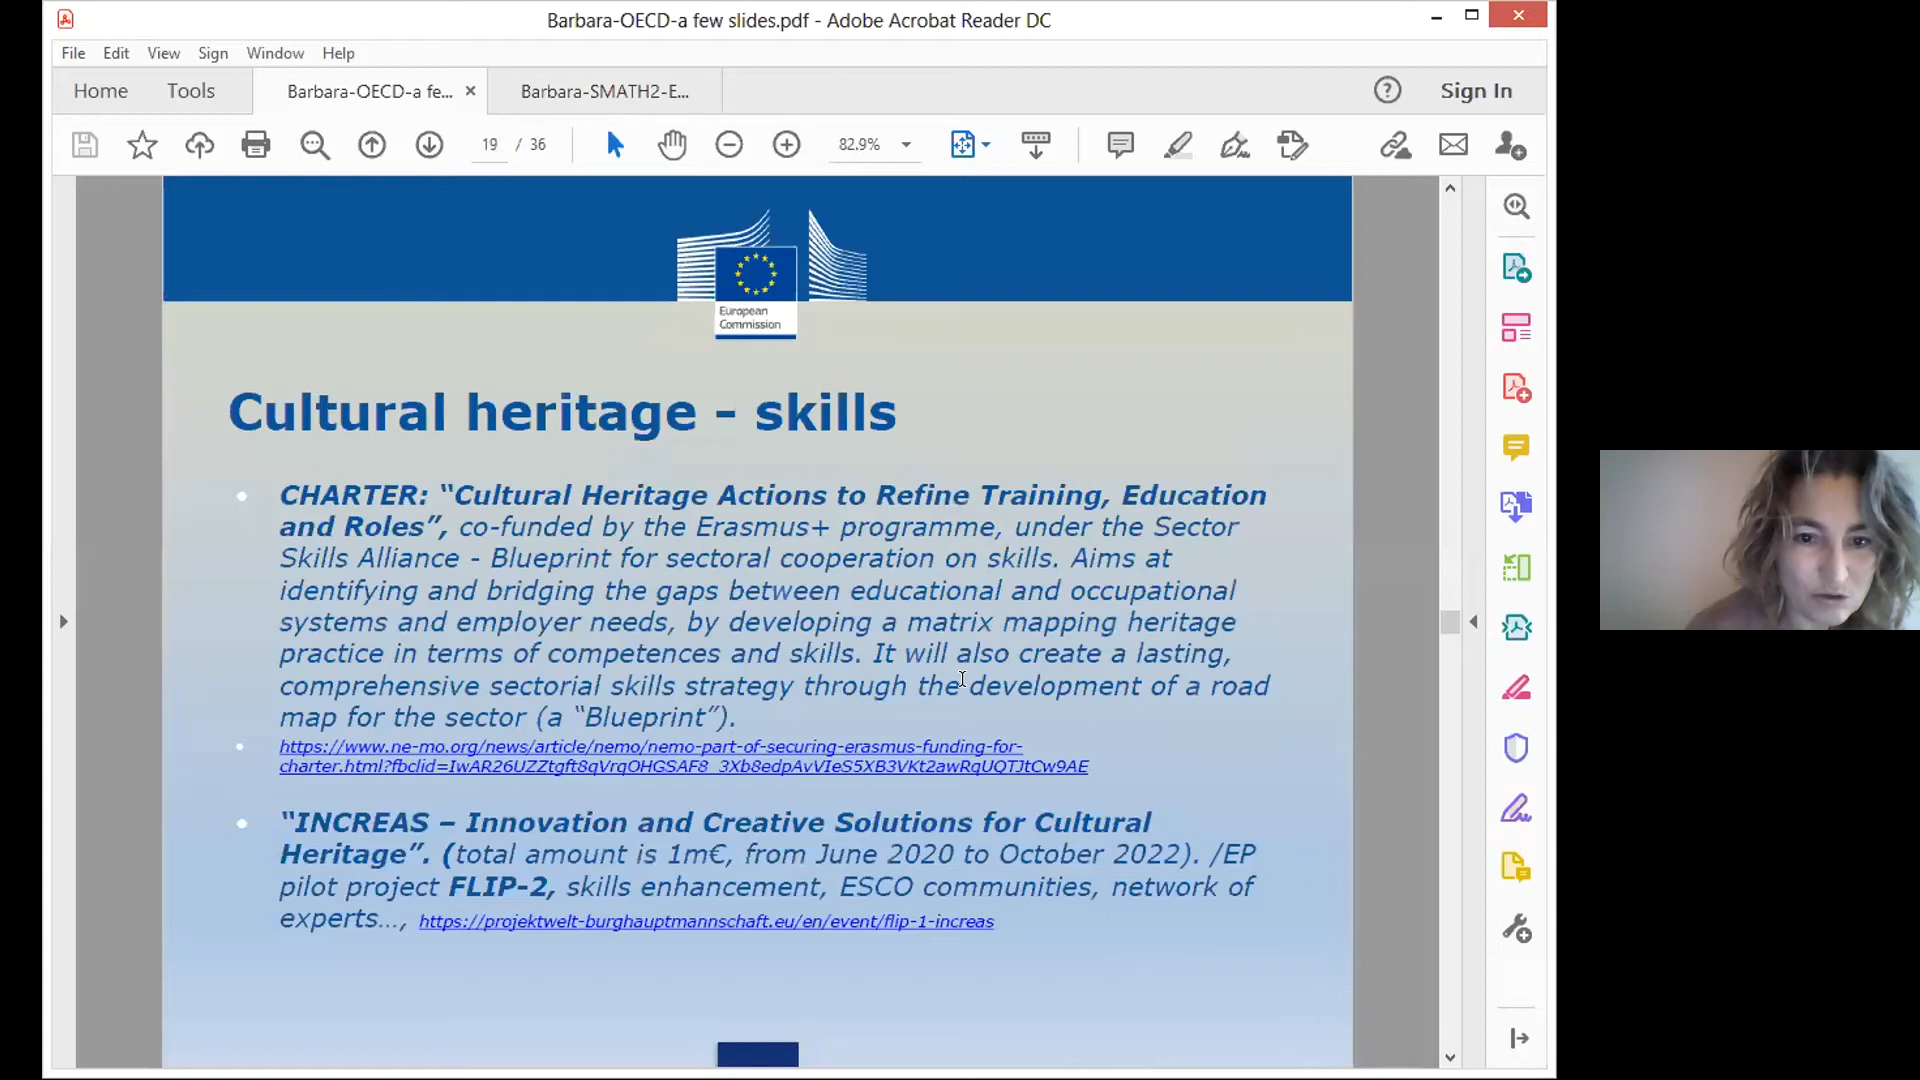 Barbara-OECD-a few slides.pdf - Adobe Acrobat Reader DC
File Edit View Sign Window Help
Home Tools Barbara-OECD-a fe... Barbara-SMATH2-E... Sign In
19 / 36 82.9%
European
Commission
Cultural heritage - skills
CHARTER: “Cultural Heritage Actions to Refine Training, Education
and Roles”, co-funded by the Erasmus+ programme, under the Sector
Skills Alliance - Blueprint for sectoral cooperation on skills. Aims at
identifying and bridging the gaps between educational and occupational
systems and employer needs, by developing a matrix mapping heritage
practice in terms of competences and skills. It will also create a lasting,
comprehensive sectorial skills strategy through the development of a road
map for the sector (a “Blueprint”).
https://www.ne-mo.org/news/article/nemo/nemo-part-of-securing-erasmus-funding-for-
charter.html?fbclid=IwAR26UZZtgft8qVrqOHGSAF8_3Xb8edpAvVIeS5XB3VKt2awRqUQTJtCw9AE
“INCREAS – Innovation and Creative Solutions for Cultural
Heritage”. (total amount is 1m€, from June 2020 to October 2022). /EP
pilot project FLIP-2, skills enhancement, ESCO communities, network of
experts…, https://projektwelt-burghauptmannschaft.eu/en/event/flip-1-increas